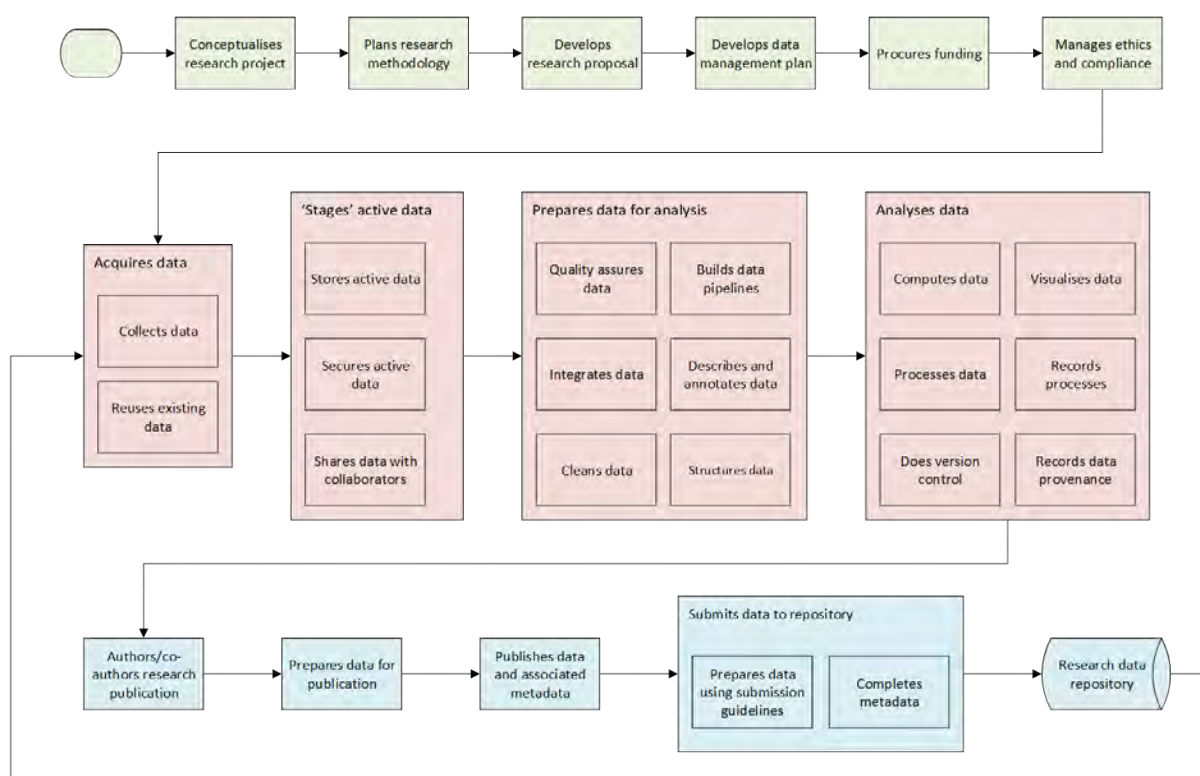 Conceptualises
research project
Plans research
methodology
Develops
research proposal
Develops data
management plan
Procures funding
Manages ethics
and compliance
Acquires data
Collects data
Reuses existing
data
‘Stages’ active data
Stores active data
Secures active
data
Shares data with
collaborators
Prepares data for analysis
Quality assures
data
Builds data
pipelines
Integrates data
Describes and
annotates data
Cleans data
Structures data
Analyses data
Computes data
Visualises data
Processes data
Records
processes
Does version
control
Records data
provenance
Authors/co-
authors research
publication
Prepares data for
publication
Publishes data
and associated
metadata
Submits data to repository
Prepares data
using submission
guidelines
Completes
metadata
Research data
repository